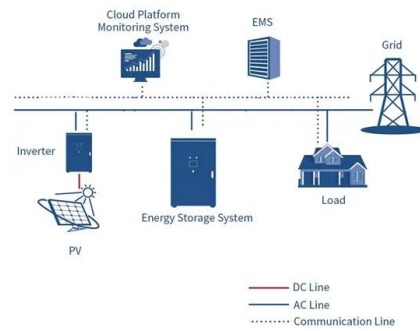 Cloud Platform
Monitoring System
EMS
Grid
Inverter
Energy Storage System
Load
PV
DC Line
AC Line
Communication Line